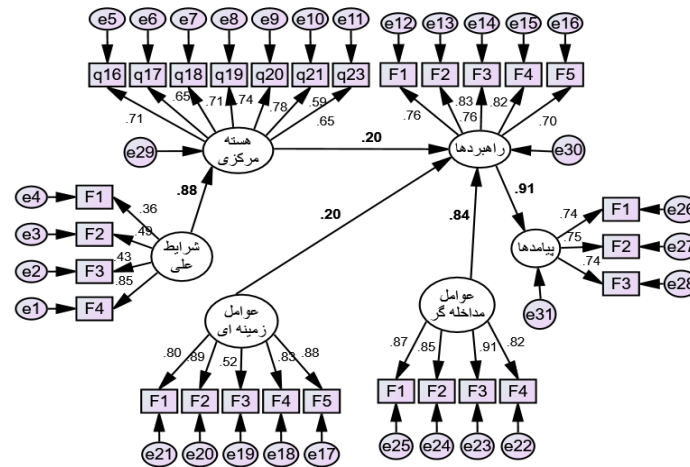 e5 e6 e7 e8 e9 e10 e11 e12 e13 e14 e15 e16
q16 q17 q18 q19 q20 q21 q23 F1 F2 F3 F4 F5
.71 .65 .71 .74 .78 .59 .65 .76 .83 .76 .82 .70
e29
هسته
مرکزی
.20
راهبردها
e30
.88
.20
.84
.91
e4 F1 .36
e3 F2 .49
e2 F3 .43
e1 F4 .85
شرایط
علی
.74 F1 e26
.75 F2 e27
.74 F3 e28
پیامدها
e31
عوامل
زمینه ای
عوامل
مداخله گر
.80 .89 .52 .83 .88
.87 .85 .91 .82
F1 F2 F3 F4 F5
F1 F2 F3 F4
e21 e20 e19 e18 e17
e25 e24 e23 e22